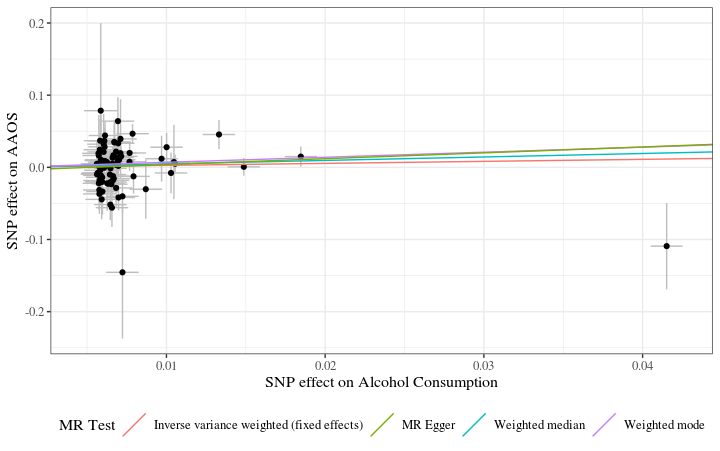 0.2
0.1
0.0
-0.1
-0.2
SNP effect on AAOS
0.01
0.02
0.03
0.04
SNP effect on Alcohol Consumption
MR Test
Inverse variance weighted (fixed effects)
MR Egger
Weighted median
Weighted mode